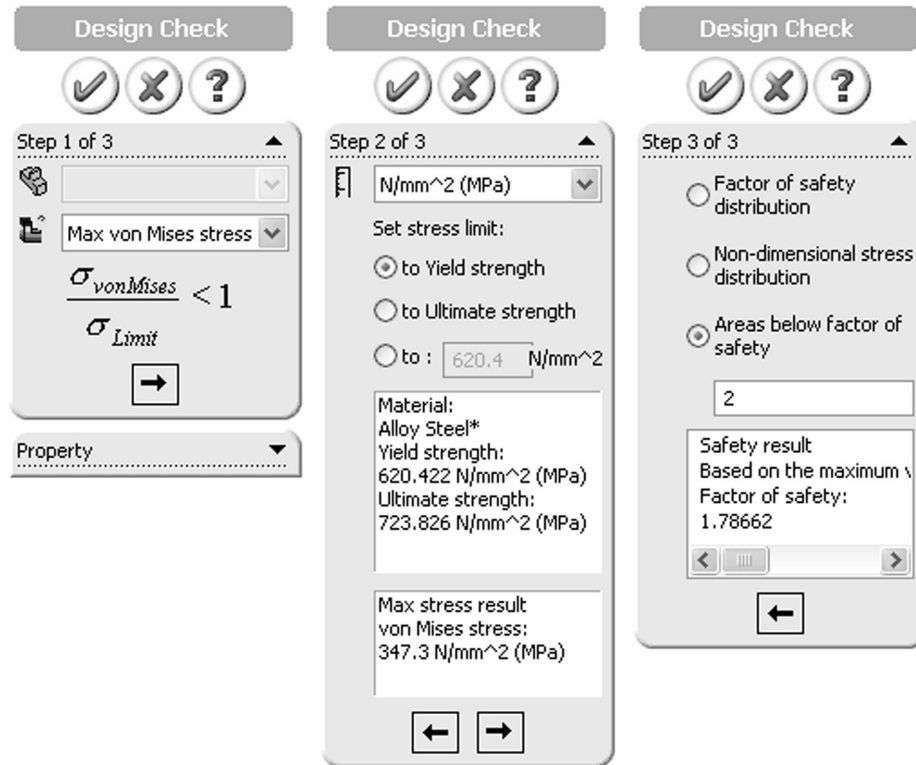 Design Check
?
Step 1 of 3
Max von Mises stress
σ vonMises
σ Limit
< 1
Property
Design Check
?
Step 2 of 3
N/mm^2 (MPa)
Set stress limit:
to Yield strength
to Ultimate strength
to : 620.4 N/mm^2
Material:
Alloy Steel*
Yield strength:
620.422 N/mm^2 (MPa)
Ultimate strength:
723.826 N/mm^2 (MPa)
Max stress result
von Mises stress:
347.3 N/mm^2 (MPa)
Design Check
?
Step 3 of 3
Factor of safety
distribution
Non-dimensional stress
distribution
Areas below factor of
safety
2
Safety result
Based on the maximum
Factor of safety:
1.78662